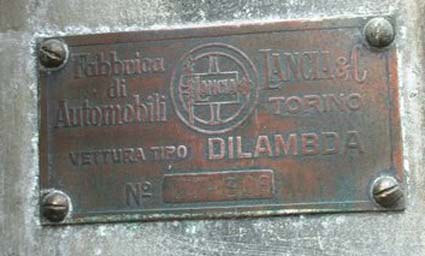 Fabbrica
di
Automobili
LANCIA
LANCIA & C
TORINO
VETTURA TIPO DILAMBDA
No